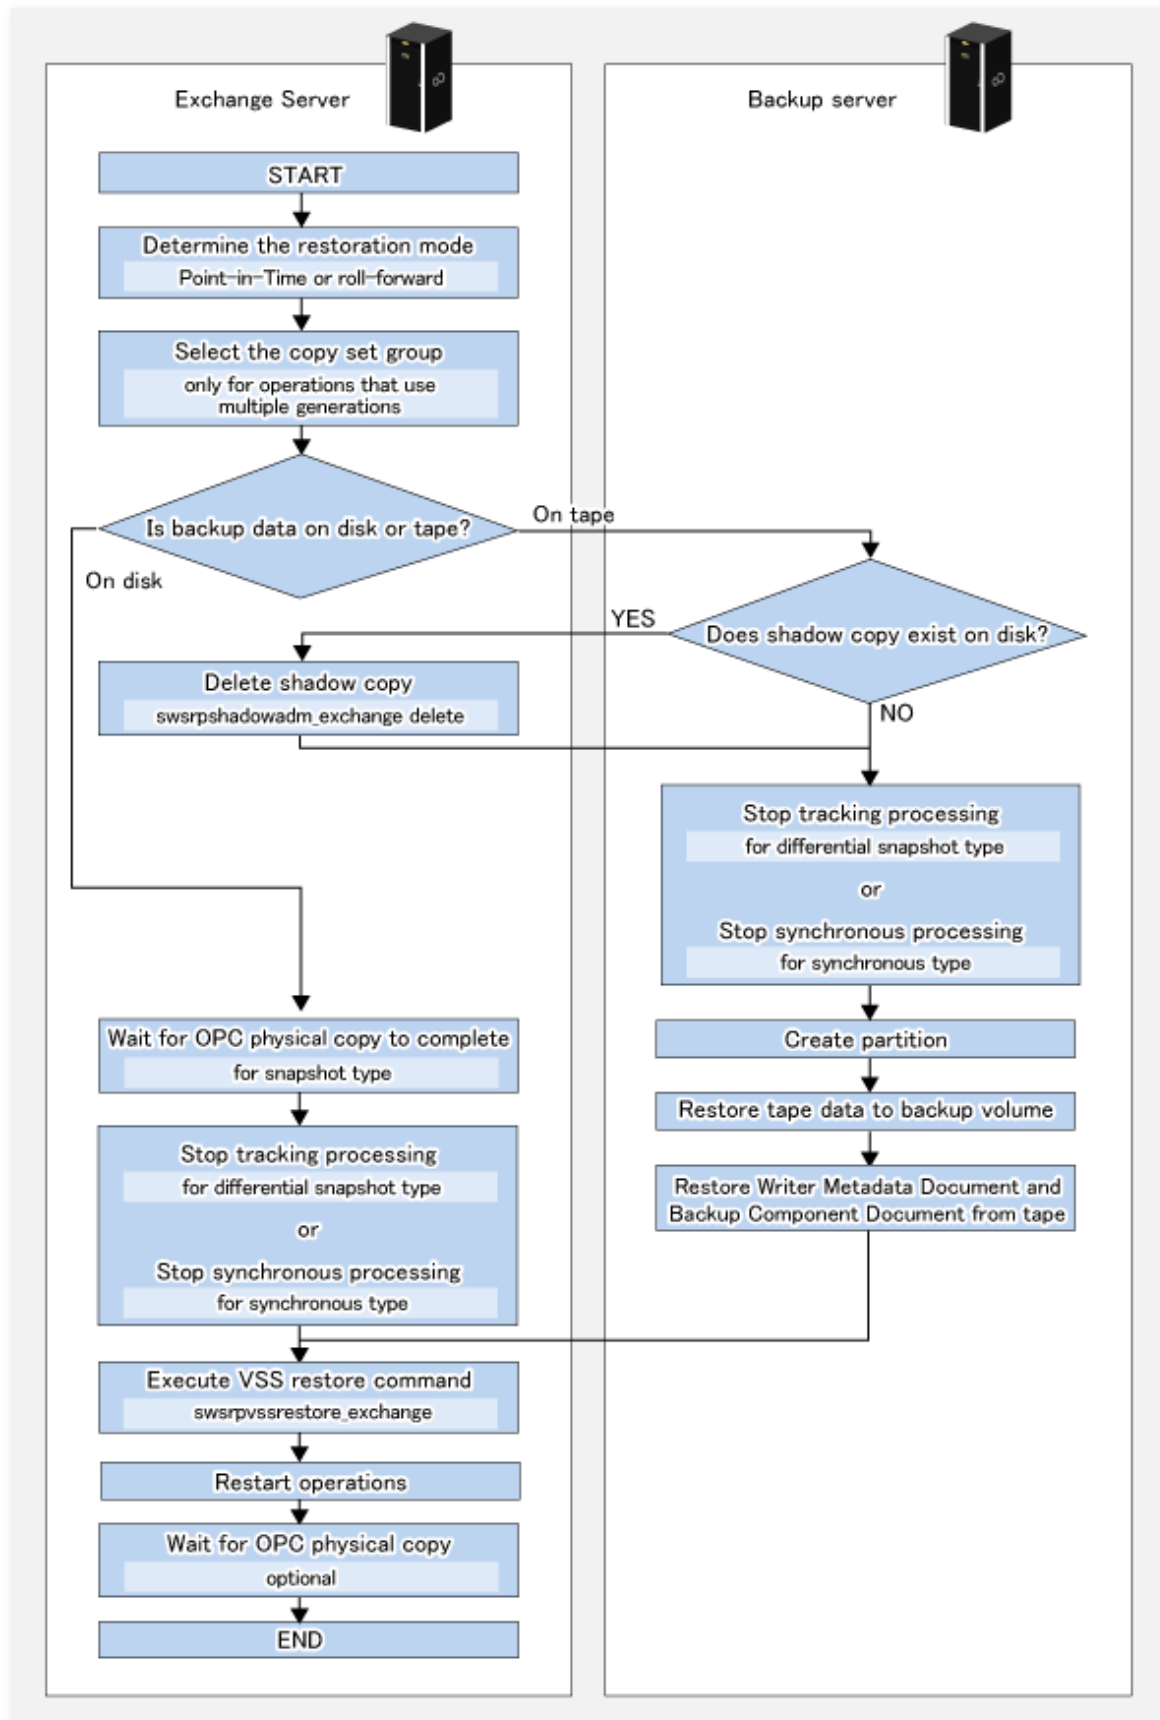 Exchange Server
Backup server
START
Determine the restoration mode
Point-in-Time or roll-forward
Select the copy set group
only for operations that use
multiple generations
Is backup data on disk or tape?
On tape
On disk
Does shadow copy exist on disk?
YES
NO
Delete shadow copy
swsrpshadowadm_exchange delete
Stop tracking processing
for differential snapshot type
or
Stop synchronous processing
for synchronous type
Create partition
Restore tape data to backup volume
Restore Writer Metadata Document and
Backup Component Document from tape
Wait for OPC physical copy to complete
for snapshot type
Stop tracking processing
for differential snapshot type
or
Stop synchronous processing
for synchronous type
Execute VSS restore command
swsrpvssrestore_exchange
Restart operations
Wait for OPC physical copy
optional
END